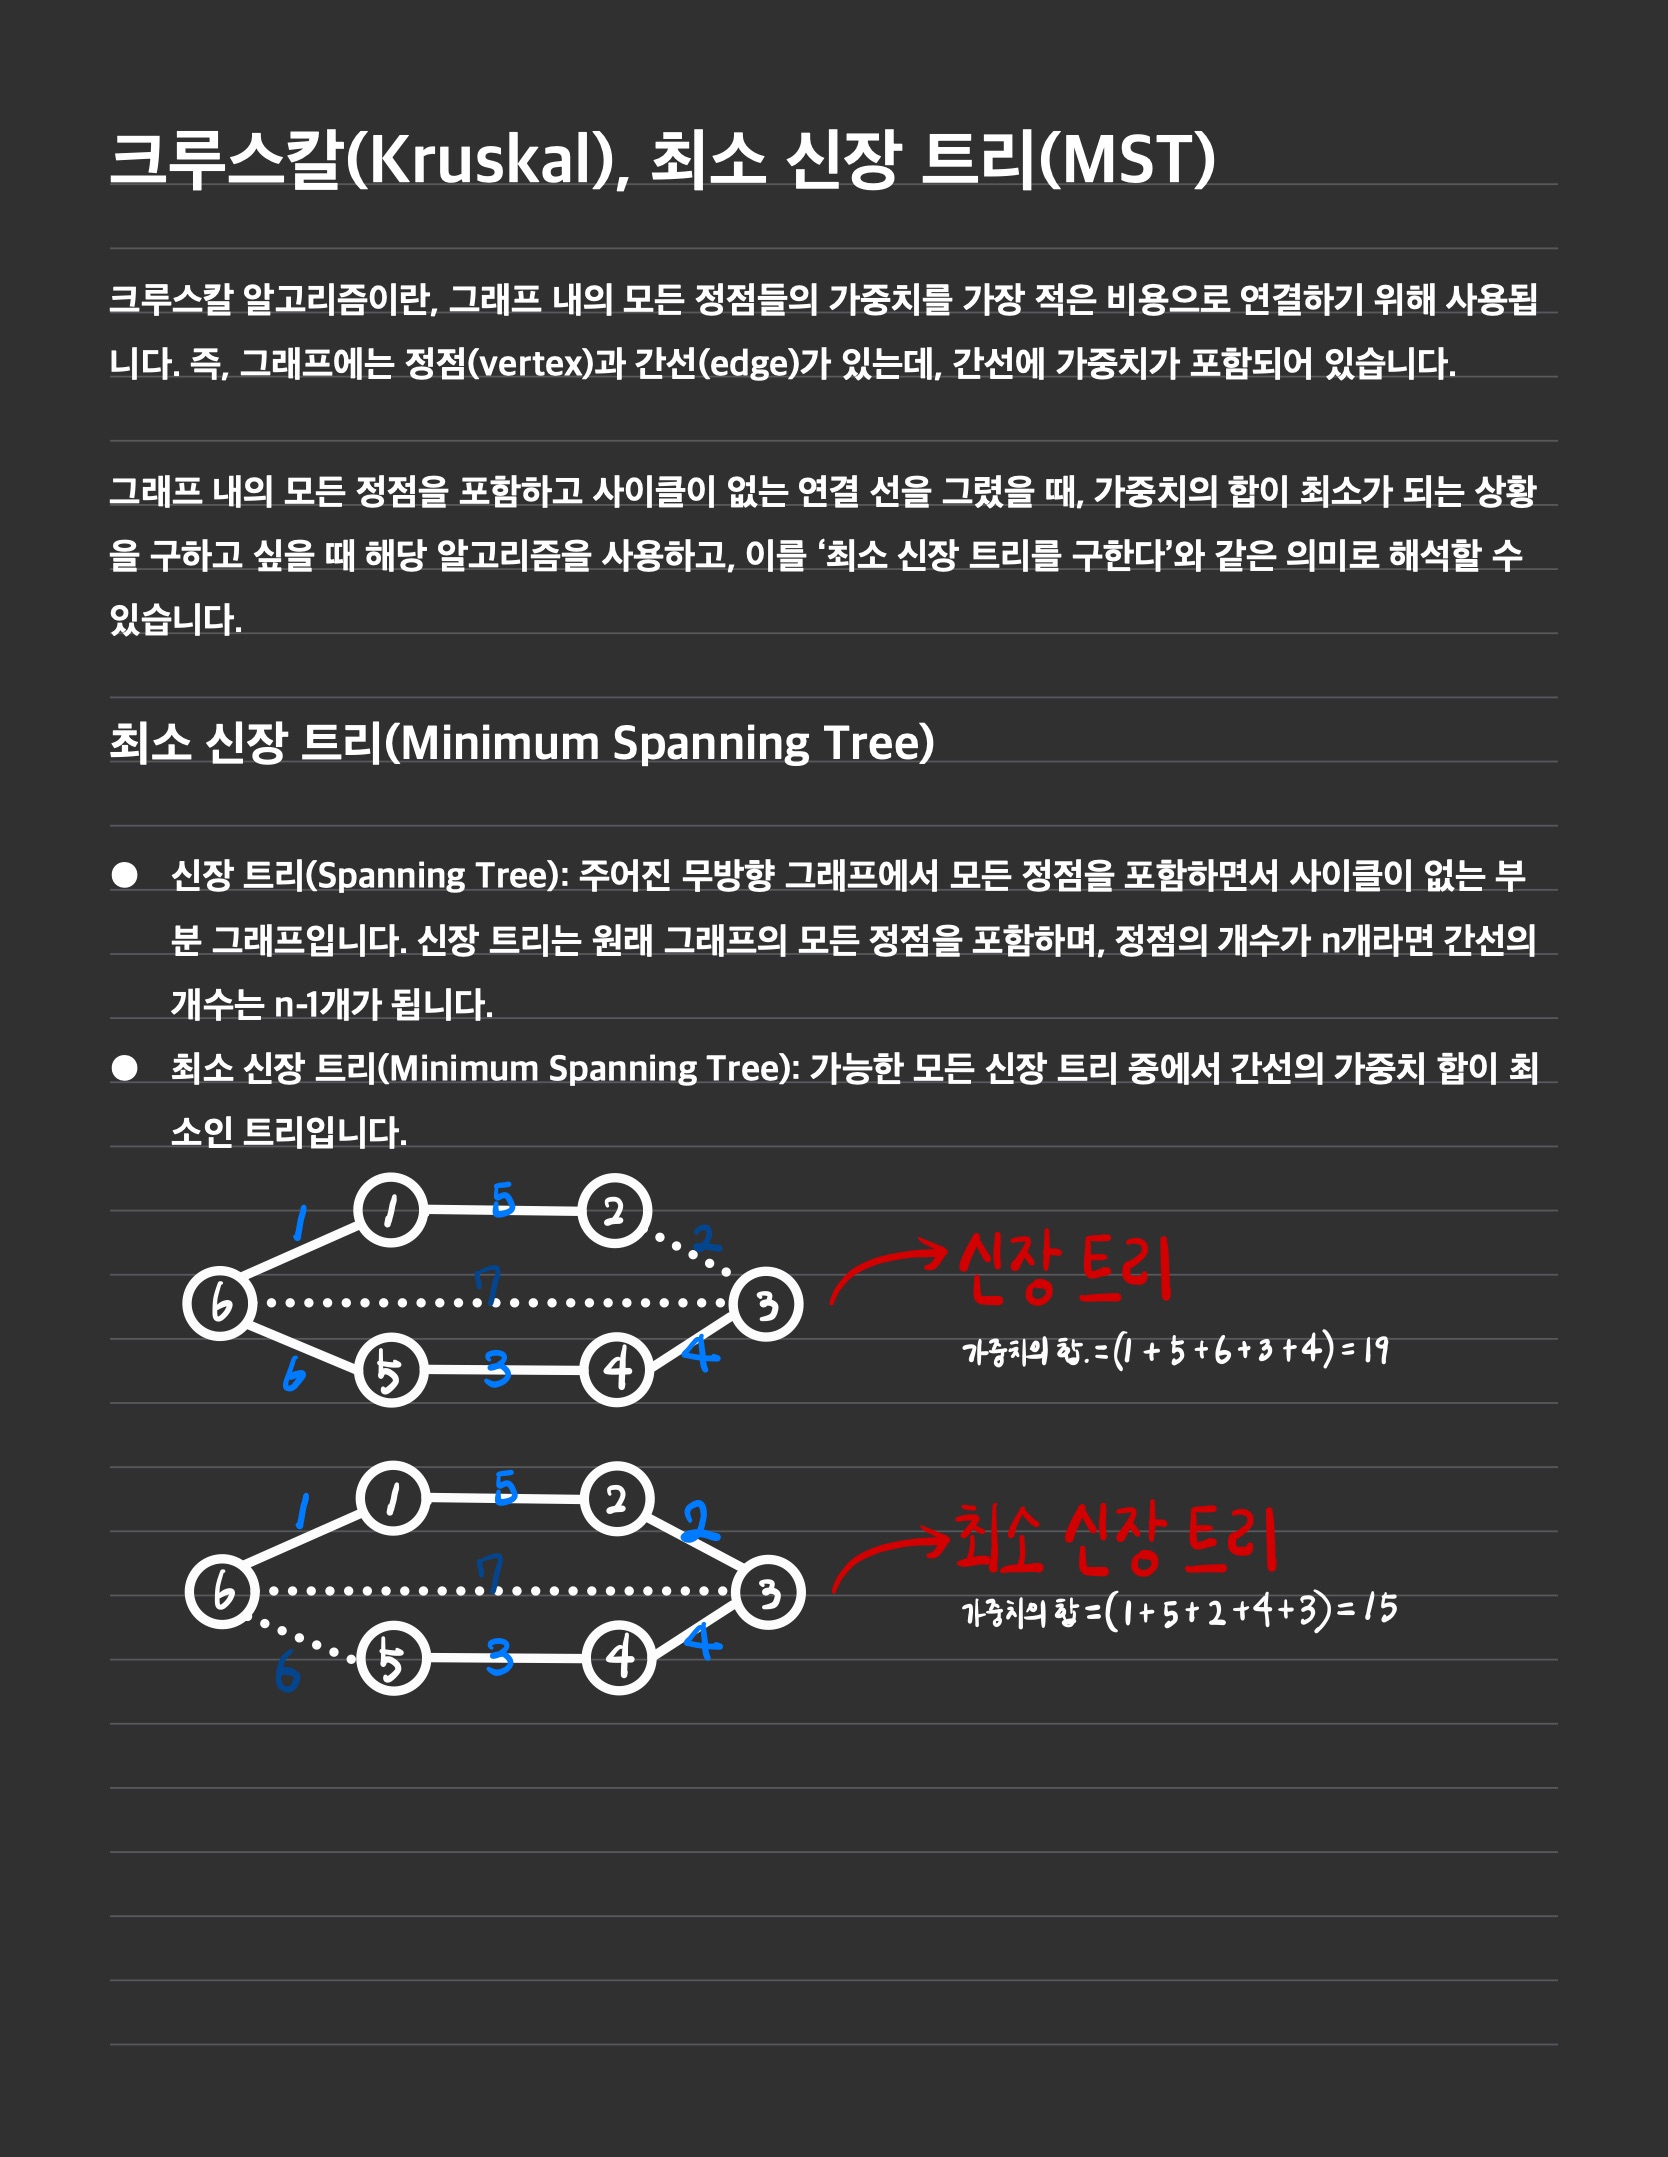 크루스칼(Kruskal), 최소 신장 트리(MST)
크루스칼 알고리즘이란, 그래프 내의 모든 정점들의 가중치를 가장 적은 비용으로 연결하기 위해 사용됩
니다. 즉, 그래프에는 정점(vertex)과 간선(edge)가 있는데, 간선에 가중치가 포함되어 있습니다.
그래프 내의 모든 정점을 포함하고 사이클이 없는 연결 선을 그렸을 때, 가중치의 합이 최소가 되는 상황
을 구하고 싶을 때 해당 알고리즘을 사용하고, 이를 ‘최소 신장 트리를 구한다’와 같은 의미로 해석할 수
있습니다.
최소 신장 트리(Minimum Spanning Tree)
● 신장 트리(Spanning Tree): 주어진 무방향 그래프에서 모든 정점을 포함하면서 사이클이 없는 부
분 그래프입니다. 신장 트리는 원래 그래프의 모든 정점을 포함하며, 정점의 개수가 n개라면 간선의
개수는 n-1개가 됩니다.
● 최소 신장 트리(Minimum Spanning Tree): 가능한 모든 신장 트리 중에서 간선의 가중치 합이 최
소인 트리입니다.
1 1 5 2 2
6 7 3
6 5 3 4 4
신장 트리
가중치의 합.=(1+5+6+3+4)=19
1 1 5 2 2
6 7 3
6 5 3 4 4
최소 신장 트리
가중치의 합=(1+5+2+4+3)=15